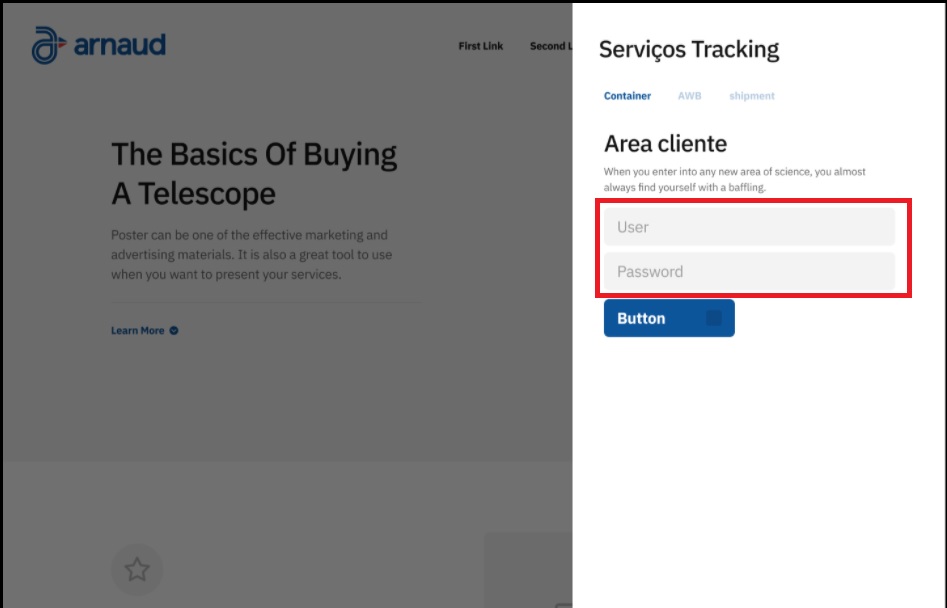 arnaud
First Link
Second L
The Basics Of Buying
A Telescope
Poster can be one of the effective marketing and
advertising materials. It is also a great tool to use
when you want to present your services.
Learn More
Serviços Tracking
Container
AWB
shipment
Area cliente
When you enter into any new area of science, you almost
always find yourself with a baffling.
User
Password
Button